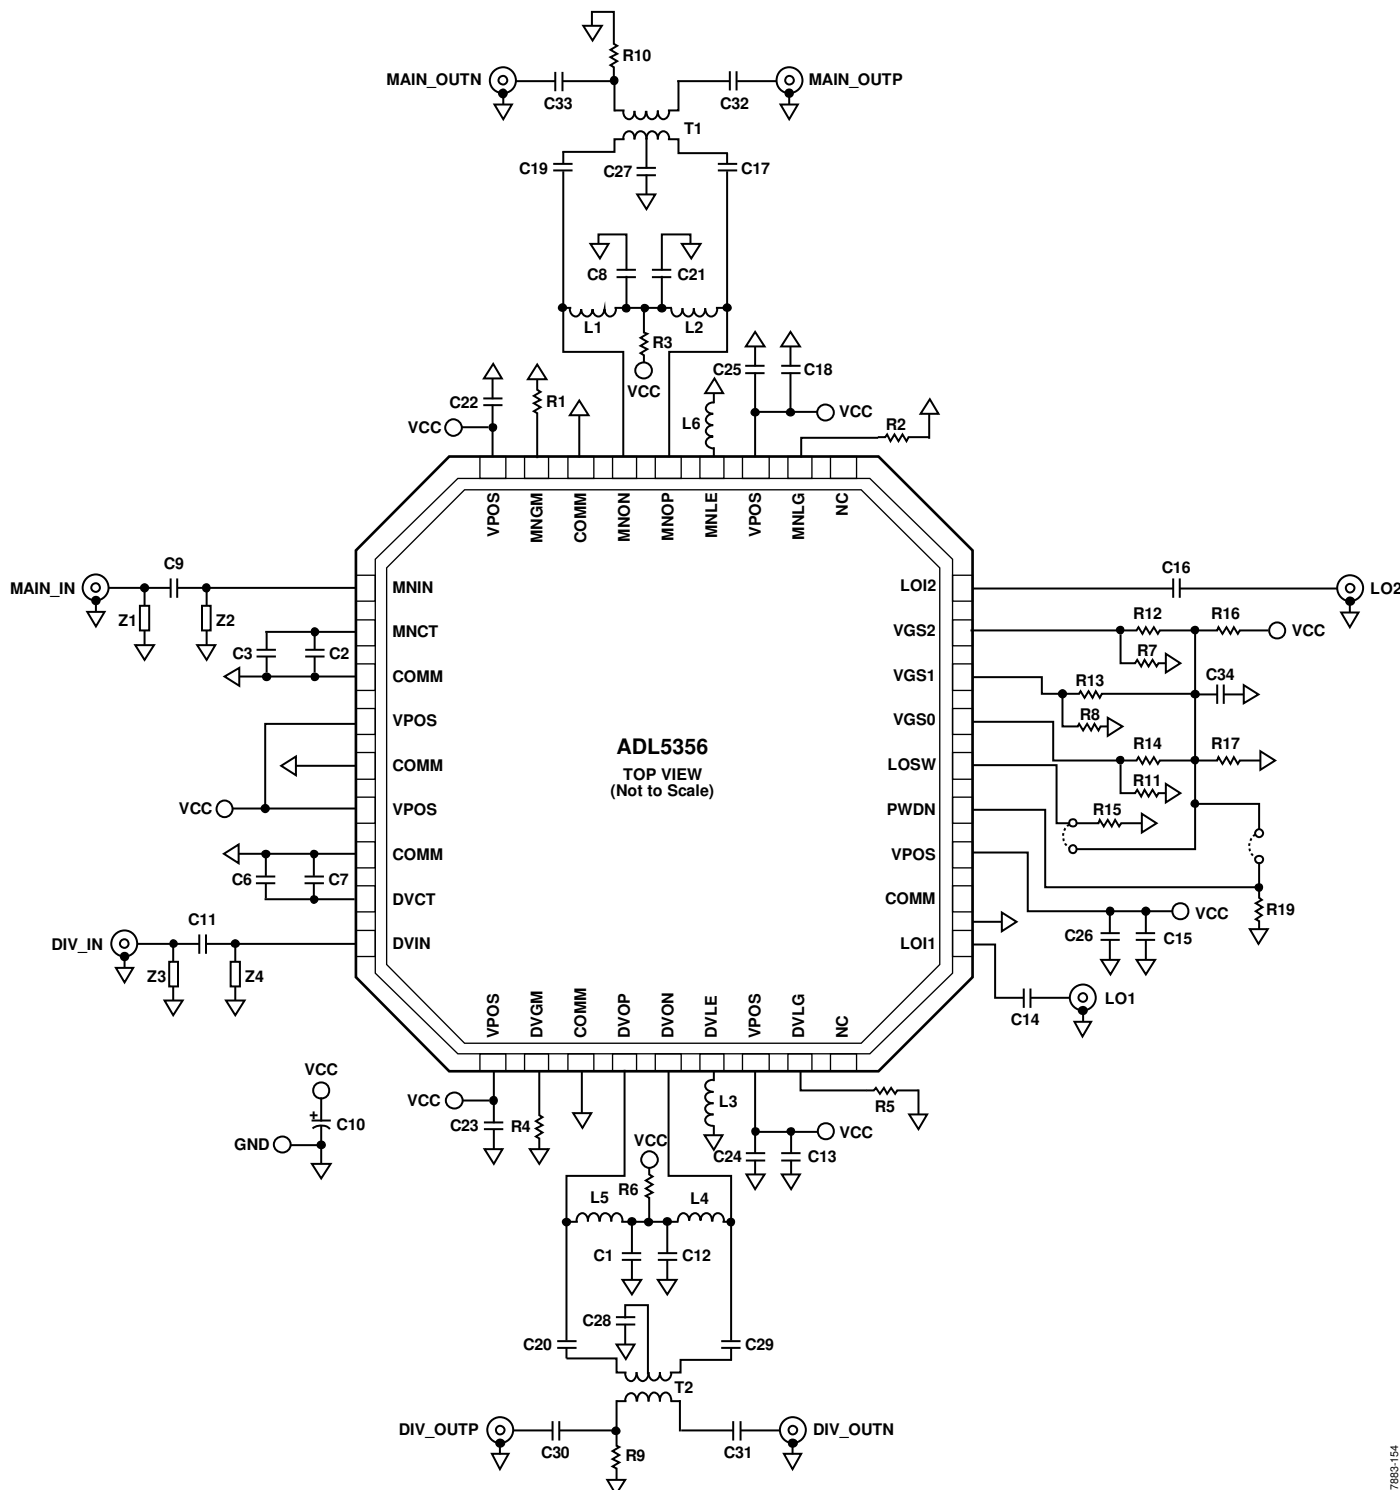 R10
MAIN_OUTN
MAIN_OUTP
C33
C32
T1
C19
C27
C17
C8
C21
L1
L2
R3
VCC
C25
C18
C22
R1
L6
VCC
R2
VCC
VPOS
MNGM
COMM
MNON
MNOP
MNLE
VPOS
MNLG
NC
C9
MAIN_IN
Z1
Z2
MNIN
LOI2
C16
LO2
C3
C2
MNCT
VGS2
R12
R16
VCC
R7
COMM
VGS1
R13
C34
R8
VPOS
VGS0
ADL5356
TOP VIEW
(Not to Scale)
R14
R17
COMM
LOSW
R11
VCC
VPOS
PWDN
R15
COMM
VPOS
C6
C7
DVCT
COMM
R19
C11
VCC
C26
C15
DIV_IN
DVIN
LOI1
Z3
Z4
LO1
C14
VPOS
DVGM
COMM
DVOP
DVON
DVLE
VPOS
DVLG
NC
VCC
C10
GND
VCC
C23
R4
L3
R5
VCC
VCC
C24
C13
R6
L5
L4
C1
C12
C28
C20
C29
T2
DIV_OUTP
DIV_OUTN
C30
R9
C31
7883-154